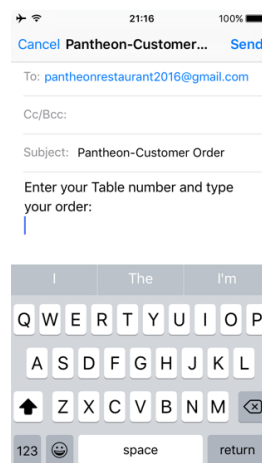 21:16 100%
Cancel Pantheon-Customer... Send
To: pantheonrestaurant2016@gmail.com
Cc/Bcc:
Subject: Pantheon-Customer Order
Enter your Table number and type
your order:
I The I'm
Q W E R T Y U I O P
A S D F G H J K L
Z X C V B N M
123 space return